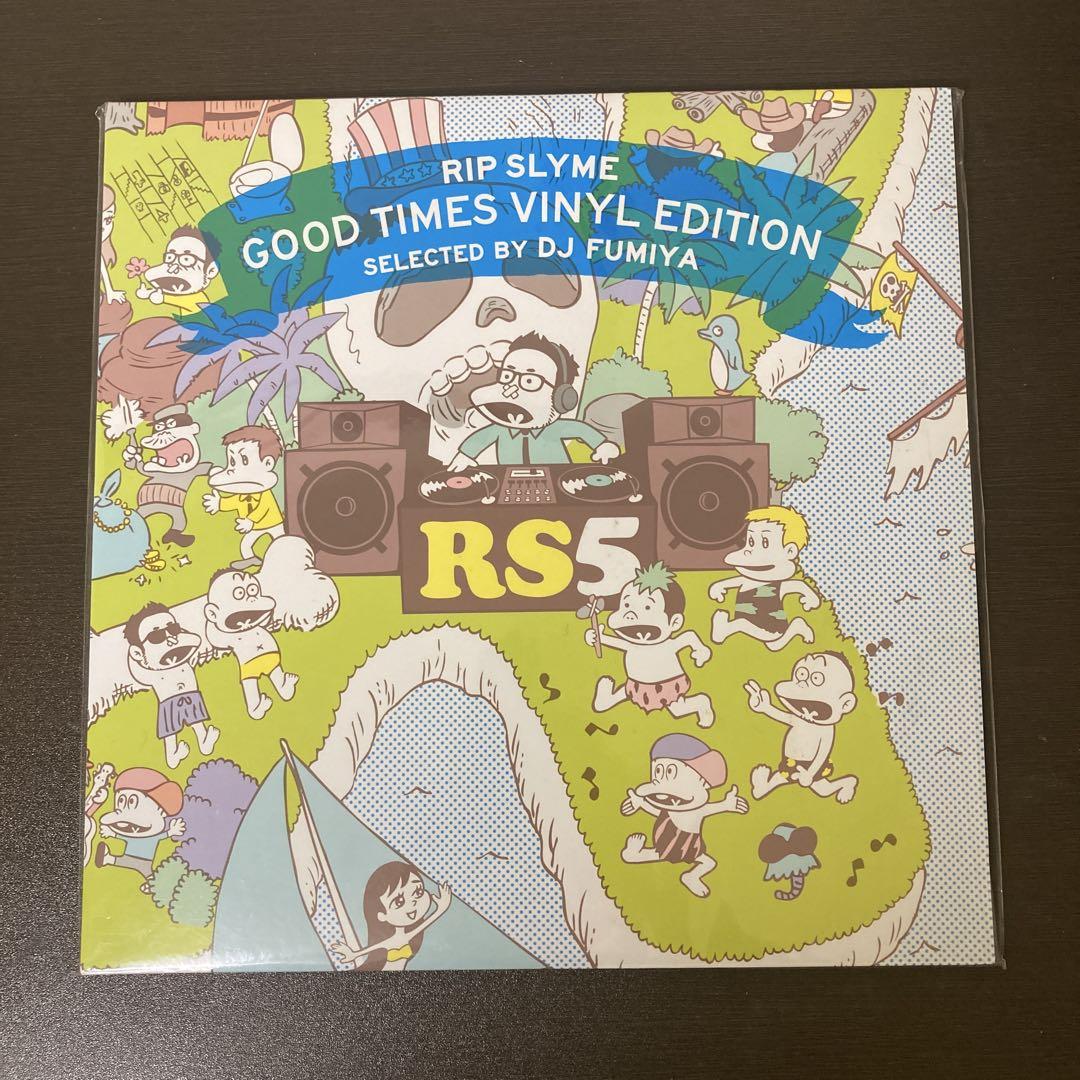 RIP SLYME
GOOD TIMES VINYL EDITION
SELECTED BY DJ FUMIYA
RS5